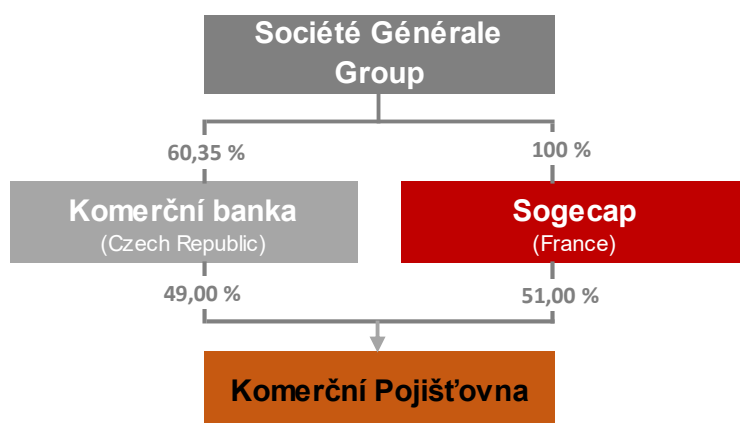 Société Générale
Group
60,35 %
100 %
Komerční banka
(Czech Republic)
Sogecap
(France)
49,00 %
51,00 %
Komerční Pojišťovna